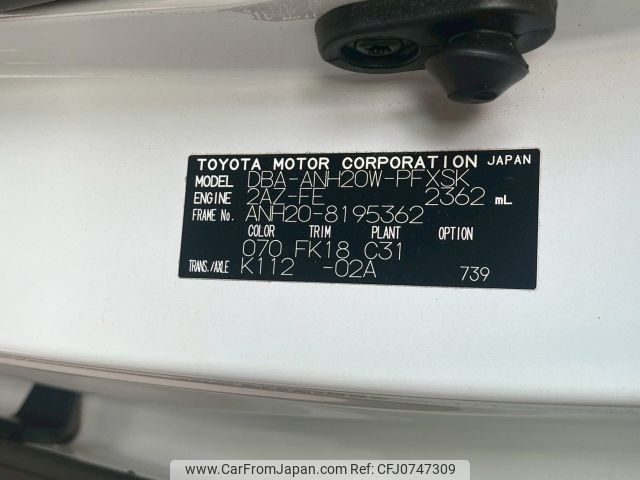 TOYOTA MOTOR CORPORATION JAPAN
MODEL DBA-ANH20W-PFXSK
ENGINE 2AZ-FE 2362 mL
FRAME No. ANH20-8195362
COLOR TRIM PLANT OPTION
070 FK18 C31
TRANS./AXLE K112 -02A 739
www.CarFromJapan.com | REF: CFJ0747309